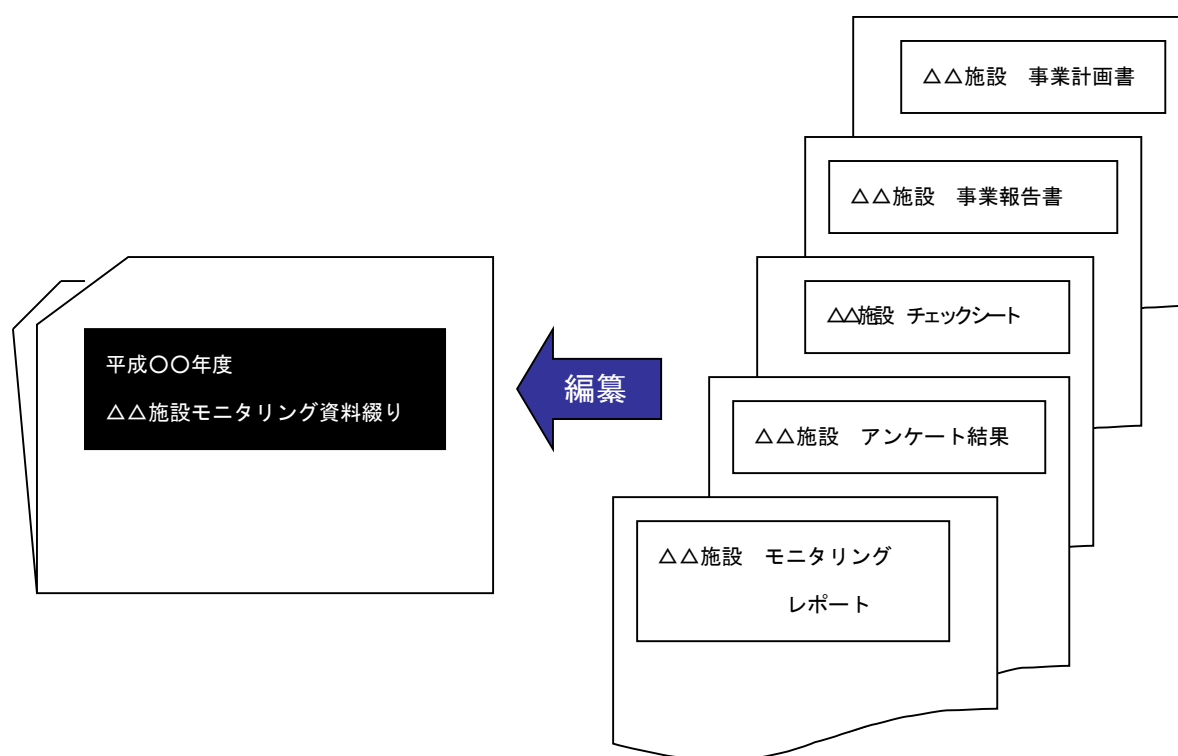 △△施設　事業計画書
△△施設　事業報告書
△△施設 チェックシート
平成〇〇年度
△△施設モニタリング資料綴り
編纂
△△施設　アンケート結果
△△施設　モニタリング
レポート